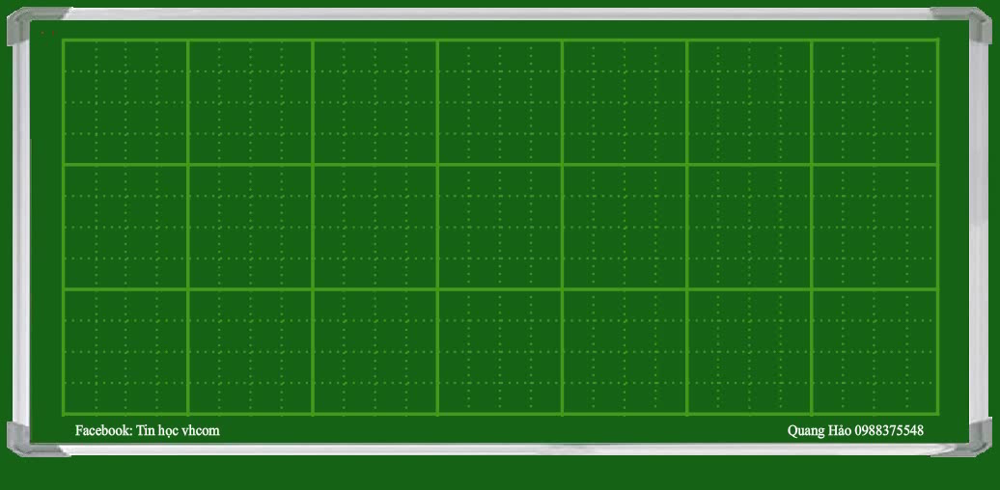 Facebook: Tin học vhcom
Quang Hảo 0988375548